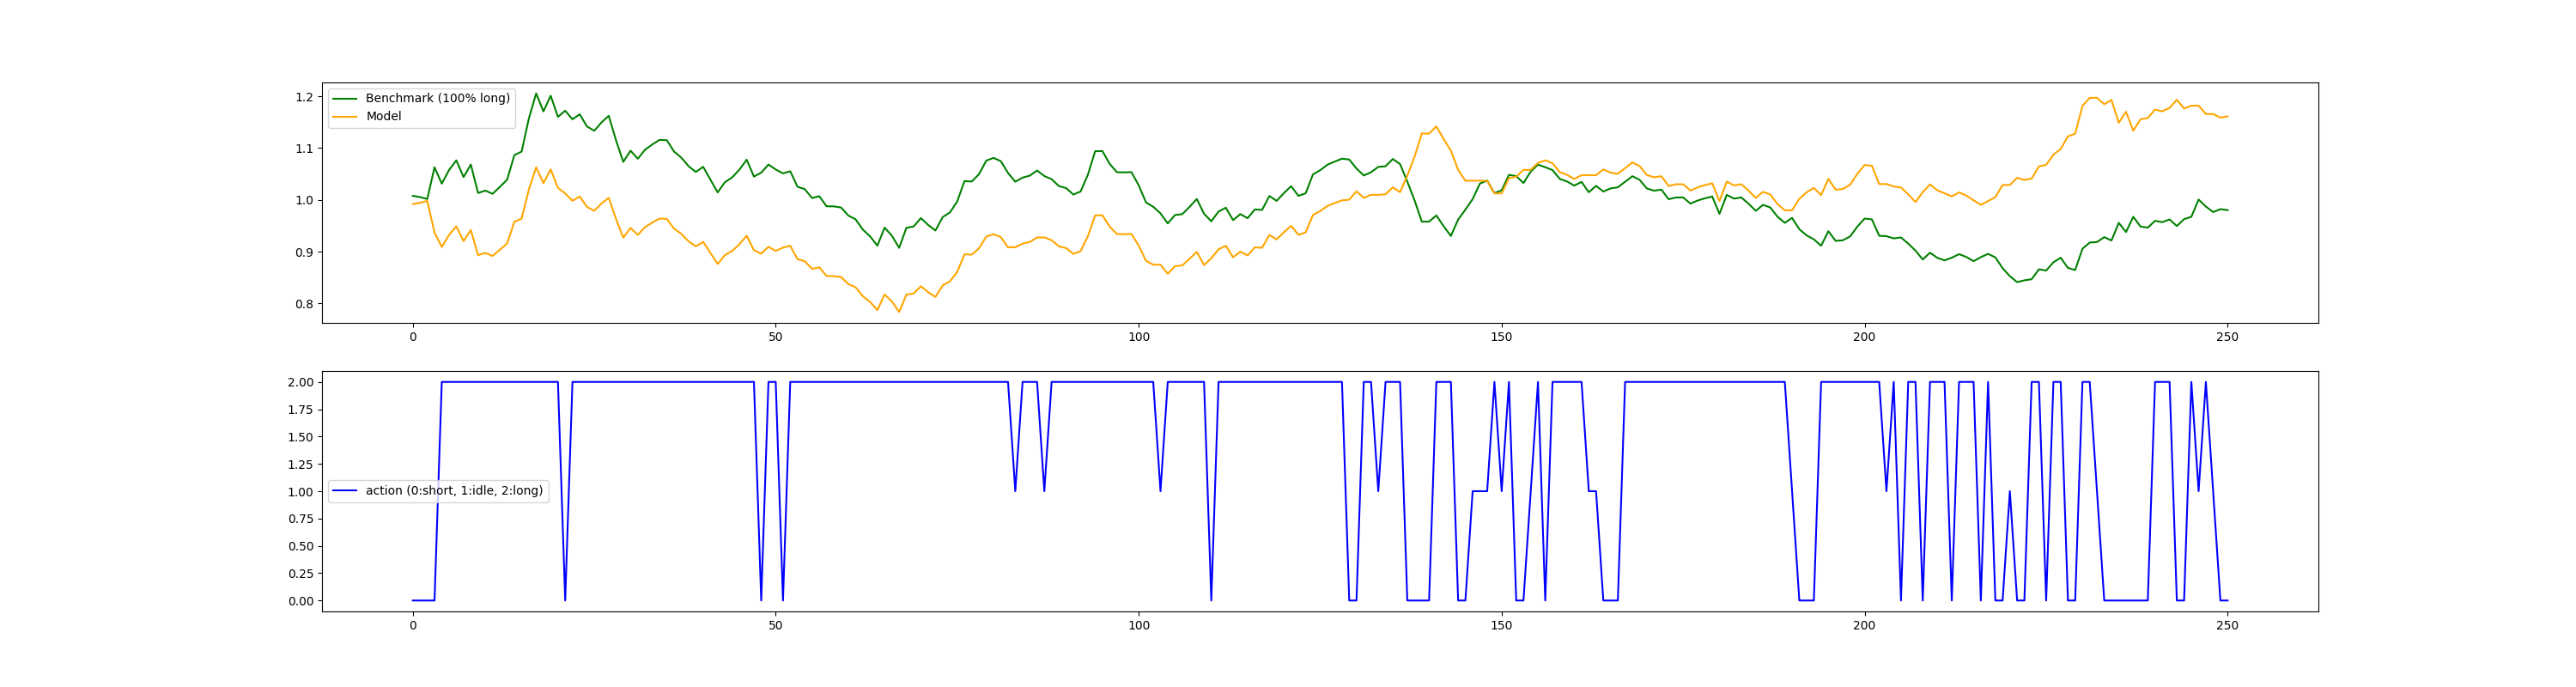 1.2
Benchmark (100% long)
Model
1.1
1.0
0.9
0.8
0 50 100 150 200 250
2.00
1.75
1.50
1.25
1.00
action (0:short, 1:idle, 2:long)
0.75
0.50
0.25
0.00
0 50 100 150 200 250